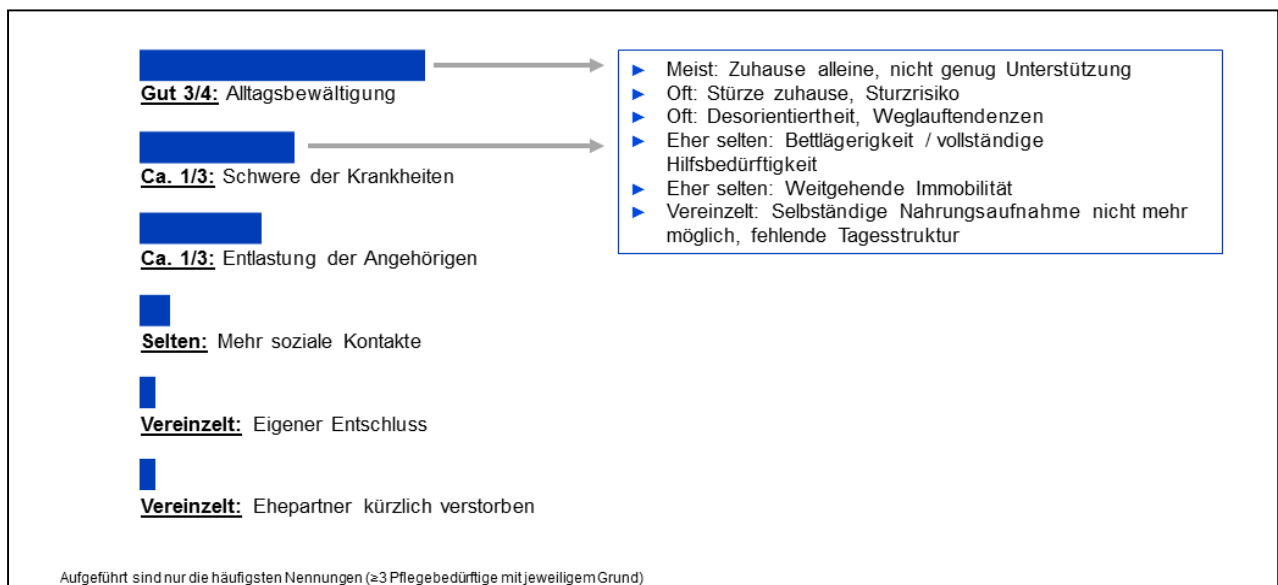 Gut 3/4: Alltagsbewältigung
Ca. 1/3: Schwere der Krankheiten
Ca. 1/3: Entlastung der Angehörigen
Selten: Mehr soziale Kontakte
Vereinzelt: Eigener Entschluss
Vereinzelt: Ehepartner kürzlich verstorben
► Meist: Zuhause alleine, nicht genug Unterstützung
► Oft: Stürze zuhause, Sturzrisiko
► Oft: Desorientiertheit, Weglauftendenzen
► Eher selten: Bettlägerigkeit / vollständige
Hilfsbedürftigkeit
► Eher selten: Weitgehende Immobilität
► Vereinzelt: Selbständige Nahrungsaufnahme nicht mehr
möglich, fehlende Tagesstruktur
Aufgeführt sind nur die häufigsten Nennungen (≥3 Pflegebedürftige mit jeweiligem Grund)